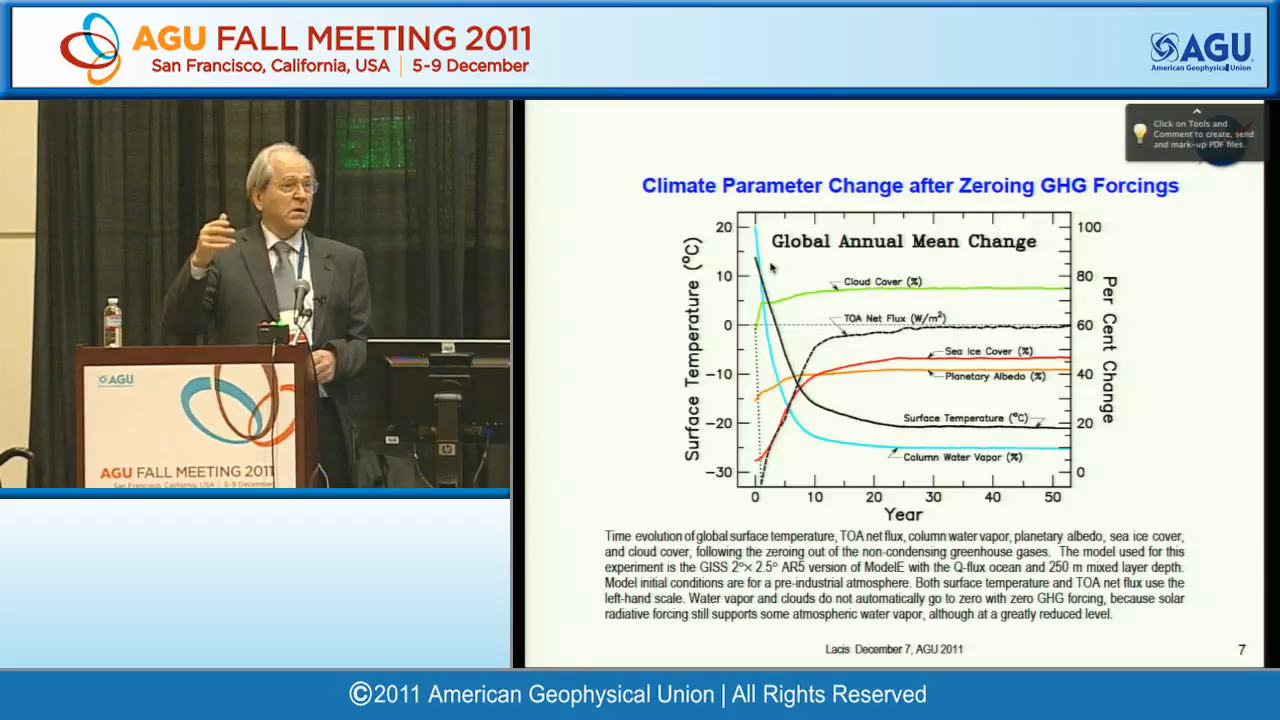 AGU FALL MEETING 2011
San Francisco, California, USA | 5-9 December
AGU
American Geophysical Union
Click on Tools and
Comment to create, send
and mark-up PDF files.
Climate Parameter Change after Zeroing GHG Forcings
Global Annual Mean Change
Surface Temperature (°C)
20
10
0
-10
-20
-30
100
80
60
40
20
0
Per Cent Change
Cloud Cover (%)
TOA Net Flux (W/m²)
Sea Ice Cover (%)
Planetary Albedo (%)
Surface Temperature (°C)
Column Water Vapor (%)
0 10 20 30 40 50
Year
Time evolution of global surface temperature, TOA net flux, column water vapor, planetary albedo, sea ice cover,
and cloud cover, following the zeroing out of the non-condensing greenhouse gases. The model used for this
experiment is the GISS 2°× 2.5° AR5 version of ModelE with the Q-flux ocean and 250 m mixed layer depth.
Model initial conditions are for a pre-industrial atmosphere. Both surface temperature and TOA net flux use the
left-hand scale. Water vapor and clouds do not automatically go to zero with zero GHG forcing, because solar
radiative forcing still supports some atmospheric water vapor, although at a greatly reduced level.
Lacis December 7, AGU 2011
7
AGU
AGU FALL MEETING 2011
San Francisco, California, USA | 5-9 December
hp
©2011 American Geophysical Union | All Rights Reserved